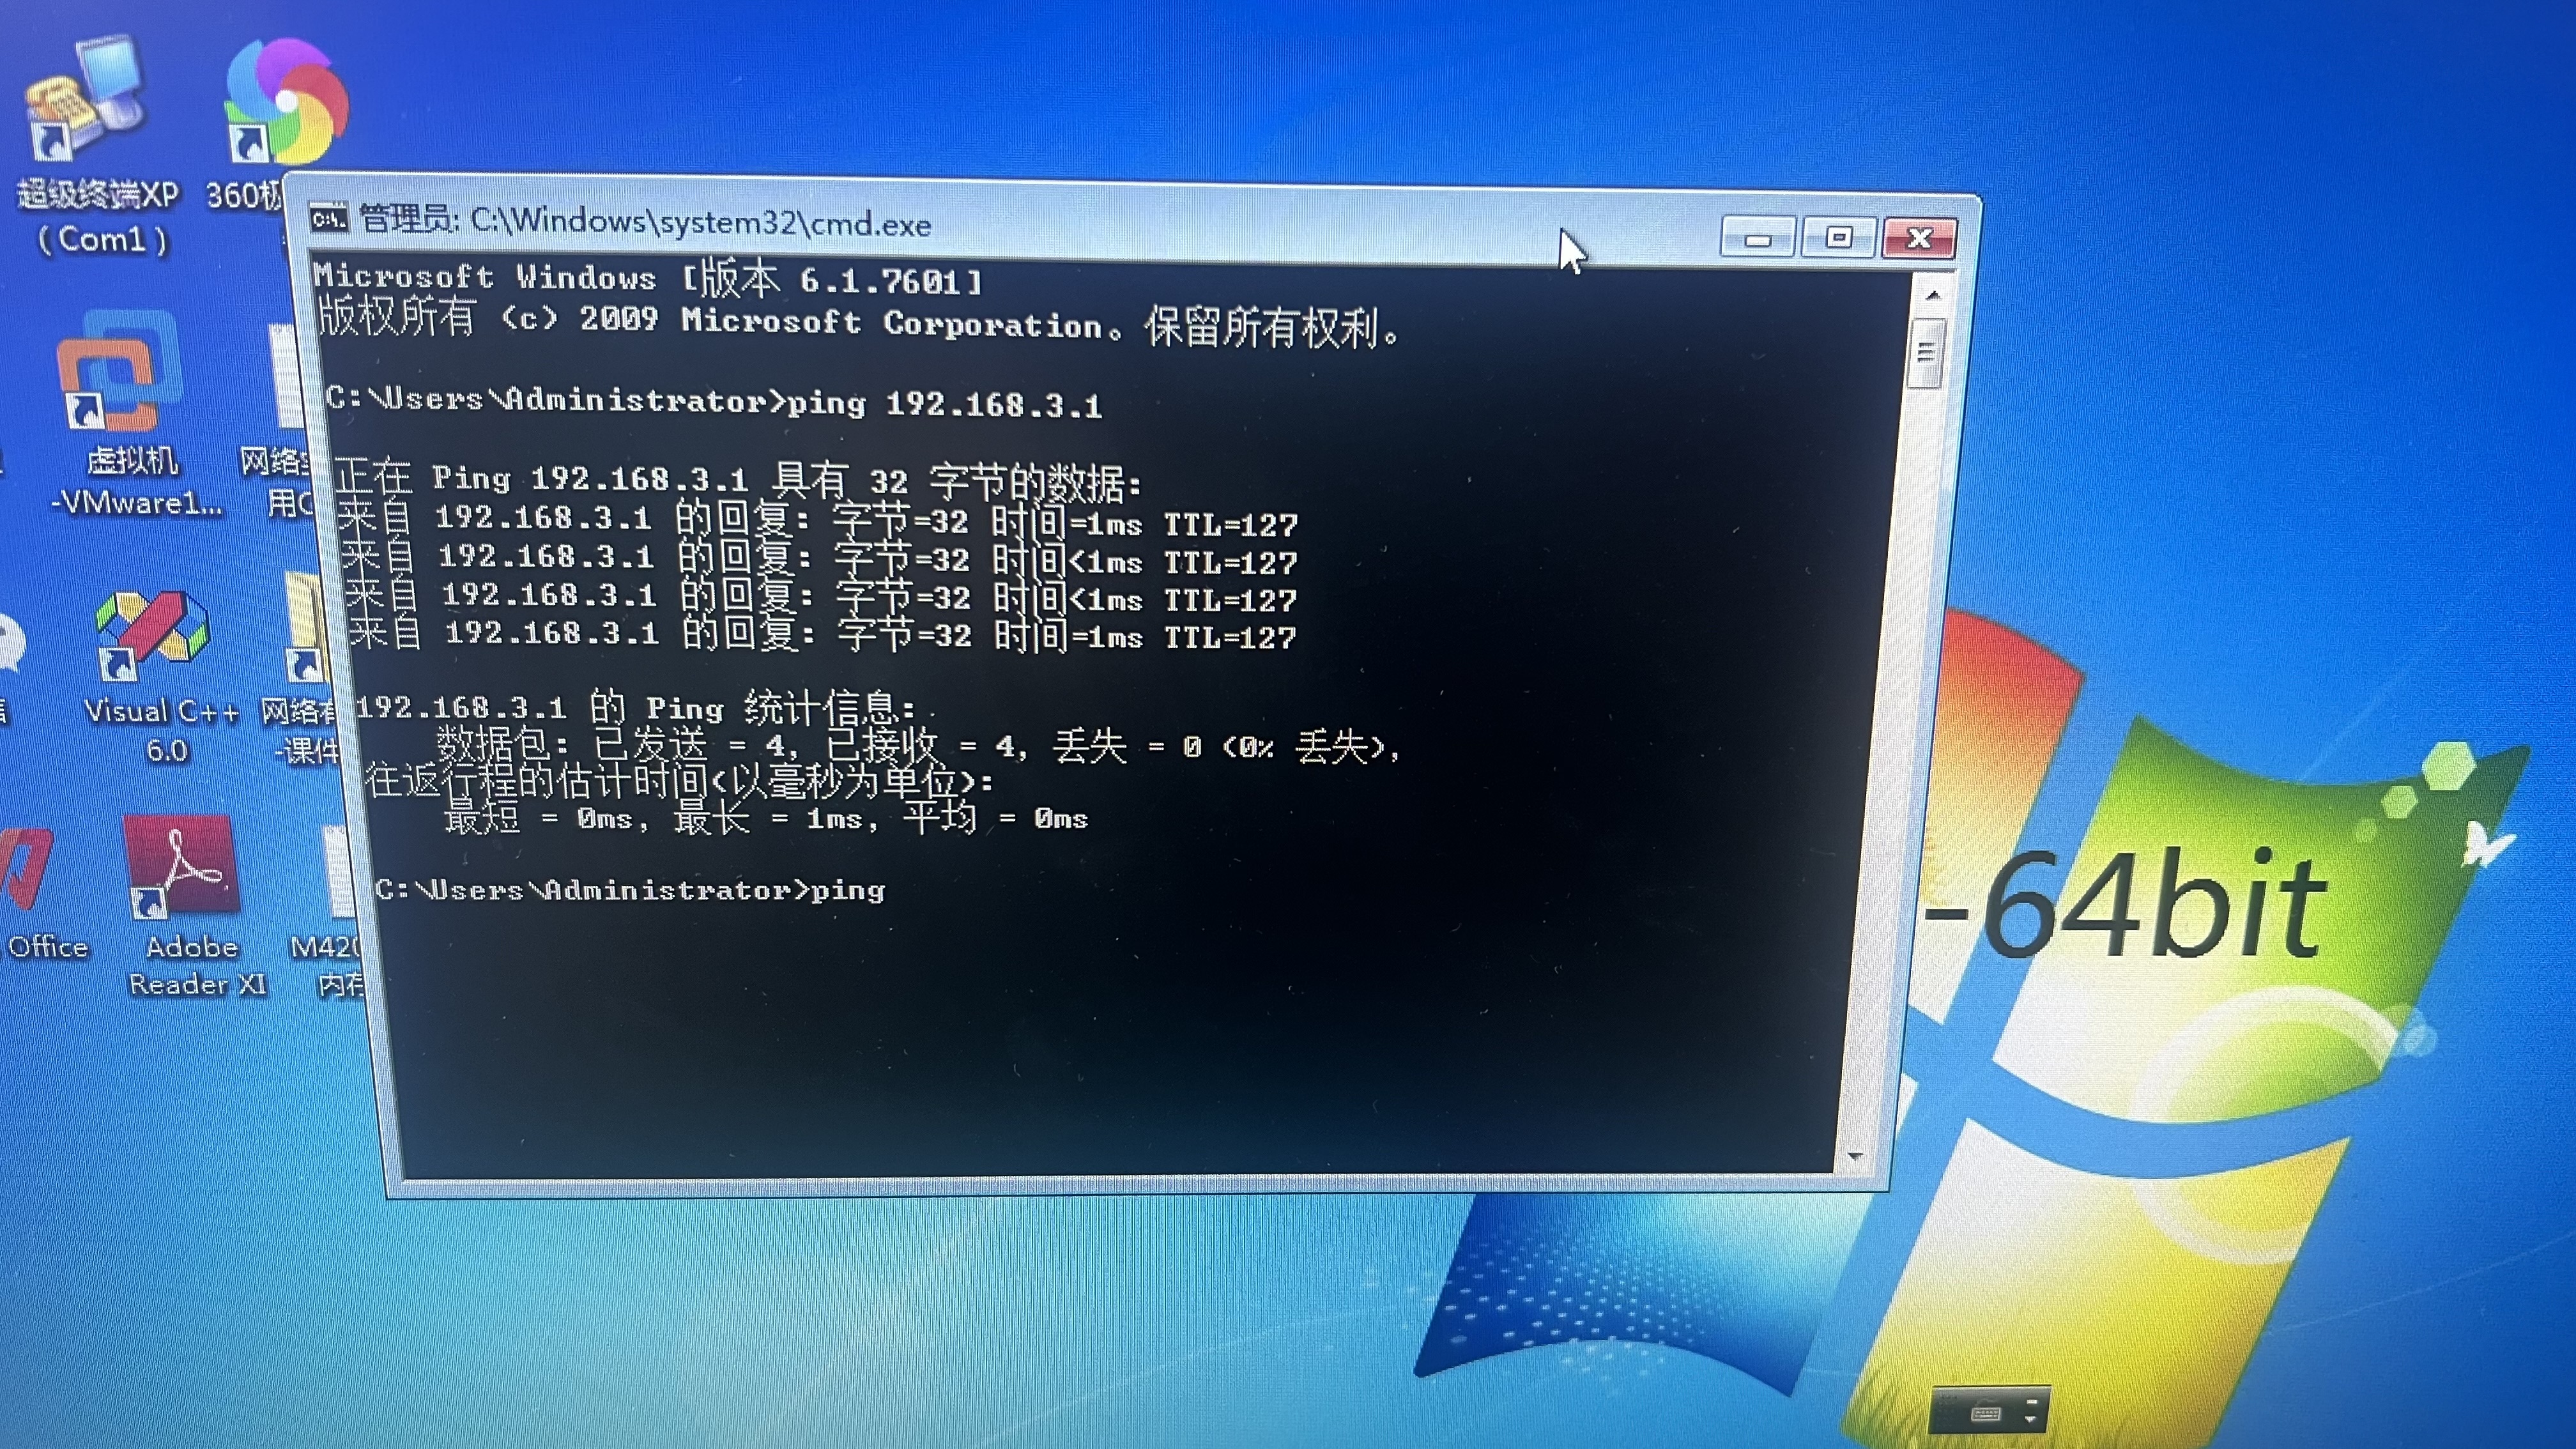 超级终端XP
(Com1)
360极
虚拟机
-VMware1...
网络
用C
Visual C++
6.0
网络有
-课件
Office
Adobe
Reader XI
M420
内存
管理员: C:\Windows\system32\cmd.exe
Microsoft Windows [版本 6.1.7601]
版权所有 (c) 2009 Microsoft Corporation。保留所有权利。
C:\Users\Administrator>ping 192.168.3.1
正在 Ping 192.168.3.1 具有 32 字节的数据:
来自 192.168.3.1 的回复: 字节=32 时间=1ms TTL=127
来自 192.168.3.1 的回复: 字节=32 时间<1ms TTL=127
来自 192.168.3.1 的回复: 字节=32 时间<1ms TTL=127
来自 192.168.3.1 的回复: 字节=32 时间=1ms TTL=127
192.168.3.1 的 Ping 统计信息:
数据包: 已发送 = 4, 已接收 = 4, 丢失 = 0 (0% 丢失),
往返行程的估计时间(以毫秒为单位):
最短 = 0ms, 最长 = 1ms, 平均 = 0ms
C:\Users\Administrator>ping
-64bit